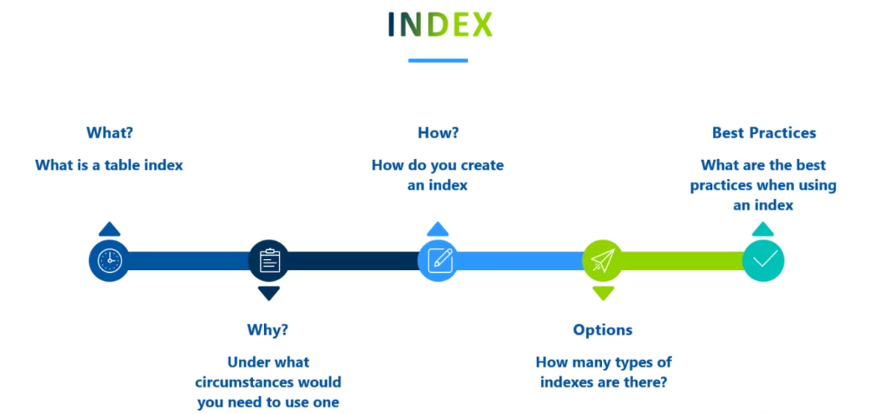 INDEX
What?
What is a table index
Why?
Under what
circumstances would
you need to use one
How?
How do you create
an index
Options
How many types of
indexes are there?
Best Practices
What are the best
practices when using
an index